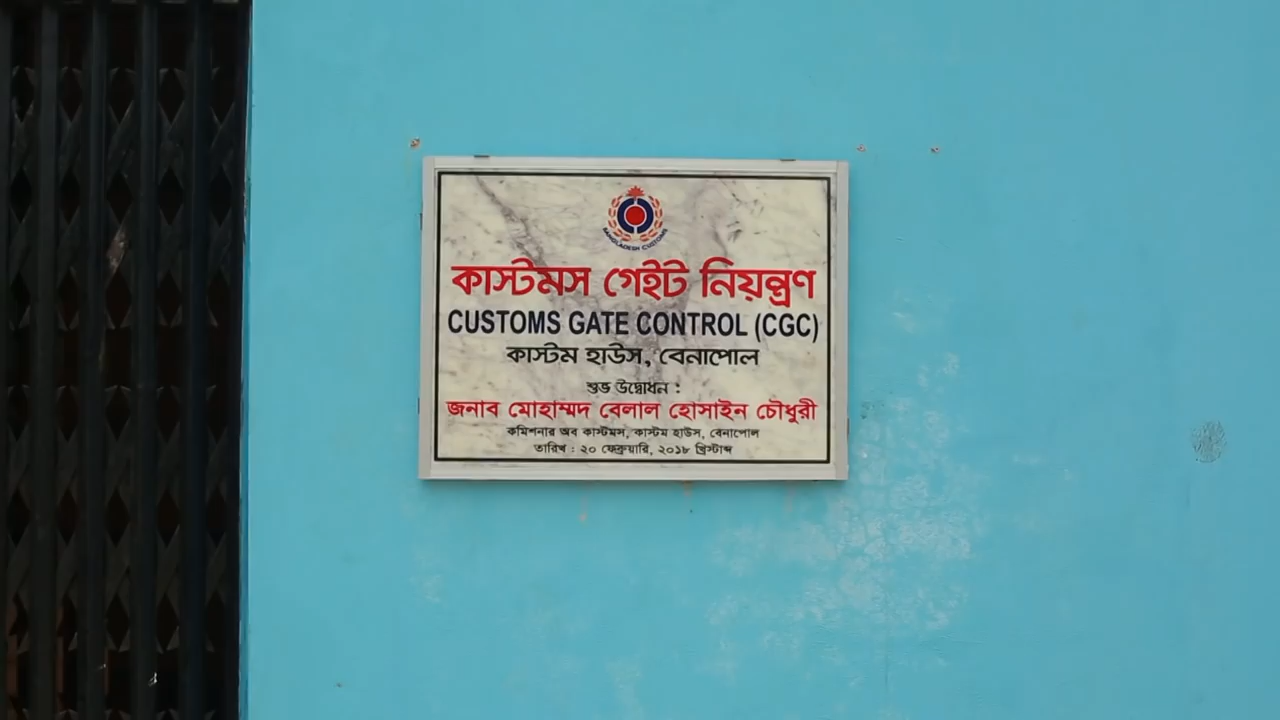 BANGLADESH CUSTOMS
কাস্টমস গেইট নিয়ন্ত্রণ
CUSTOMS GATE CONTROL (CGC)
কাস্টম হাউস, বেনাপোল
শুভ উদ্বোধন :
জনাব মোহাম্মদ বেলাল হোসাইন চৌধুরী
কমিশনার অব কাস্টমস, কাস্টম হাউস, বেনাপোল
তারিখ : ২০ ফেব্রুয়ারি, ২০১৮ খ্রিস্টাব্দ